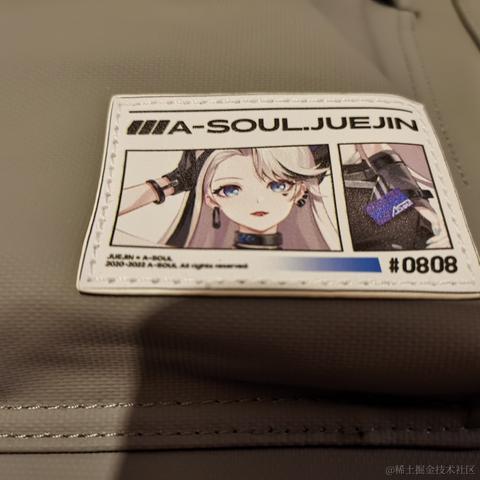 A-SOUL.JUEJIN
JUEJIN × A-SOUL
2020-2022 A-SOUL All rights reserved
#0808
@稀土掘金技术社区